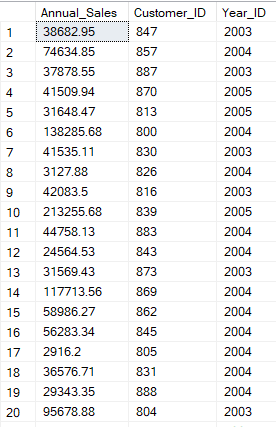 Annual_Sales Customer_ID Year_ID
1 38682.95 847 2003
2 74634.85 857 2004
3 37878.55 887 2003
4 41509.94 870 2005
5 31648.47 813 2005
6 138285.68 800 2004
7 41535.11 830 2003
8 3127.88 826 2004
9 42083.5 816 2003
10 213255.68 839 2005
11 44758.13 883 2004
12 24564.53 843 2004
13 31569.43 873 2003
14 117713.56 869 2004
15 58986.27 862 2004
16 56283.34 845 2004
17 2916.2 805 2004
18 36576.71 831 2004
19 29343.35 888 2004
20 95678.88 804 2003